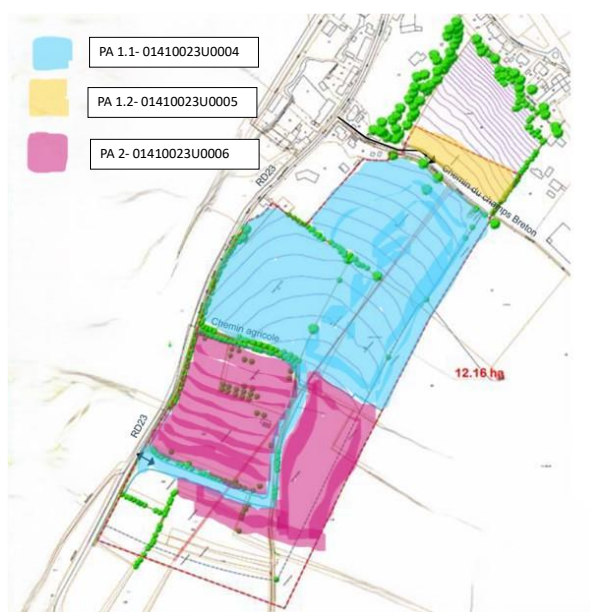 PA 1.1- 01410023U0004
PA 1.2- 01410023U0005
PA 2- 01410023U0006
RD23
Chemin du champs Breton
Chemin agricole
12.16 ha
RD23